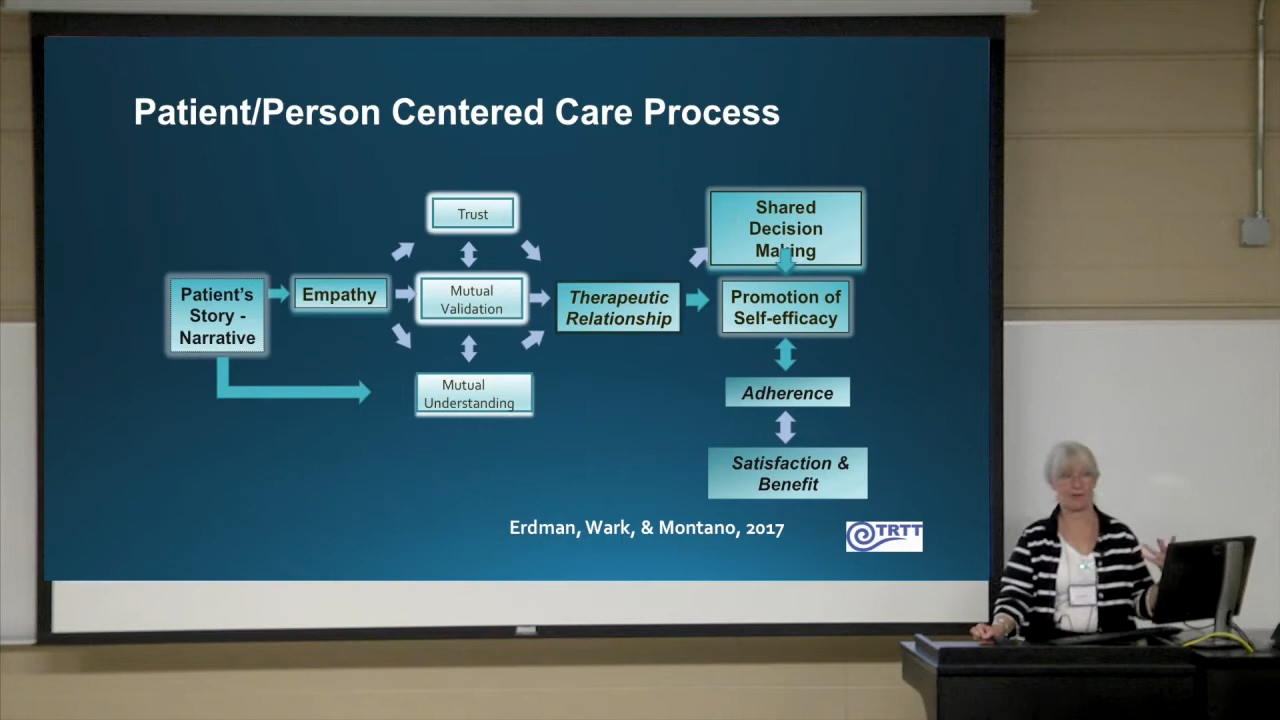 Patient/Person Centered Care Process
Trust
Shared
Decision
Making
Patient's
Story -
Narrative
Empathy
Mutual
Validation
Therapeutic
Relationship
Promotion of
Self-efficacy
Mutual
Understanding
Adherence
Satisfaction &
Benefit
Erdman, Wark, & Montano, 2017
TRTT